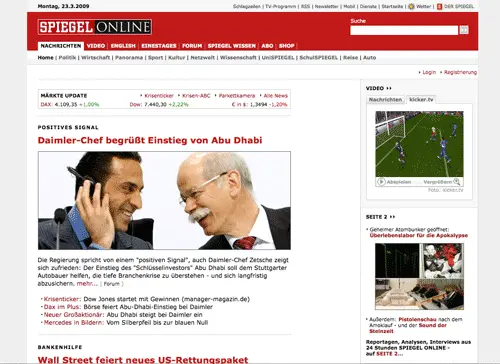 Montag, 23.3.2009
Schlagzeilen | TV-Programm | RSS | Newsletter | Mobil | Dienste | Startseite | Wetter DER SPIEGEL
SPIEGEL ONLINE
Suche
NACHRICHTEN VIDEO ENGLISH EINESTAGES FORUM SPIEGEL WISSEN ABO SHOP
Home | Politik | Wirtschaft | Panorama | Sport | Kultur | Netzwelt | Wissenschaft | UniSPIEGEL | SchulSPIEGEL | Reise | Auto
Login Registrierung
MÄRKTE UPDATE
Krisenticker Krisen-ABC Parkettkamera Alle News
DAX: 4.109,35 +1,00% Dow: 7.440,30 +2,22% € in $: 1,3494 -1,20%
POSITIVES SIGNAL
Daimler-Chef begrüßt Einstieg von Abu Dhabi
Die Regierung spricht von einem "positiven Signal", auch Daimler-Chef Zetsche zeigt
sich zufrieden: Der Einstieg des "Schlüsselinvestors" Abu Dhabi soll dem Stuttgarter
Autobauer helfen, die tiefe Branchenkrise zu überstehen - und sich langfristig
abzusichern. mehr... [ Forum ]
Krisenticker: Dow Jones startet mit Gewinnen (manager-magazin.de)
Dax im Plus: Börse feiert Abu-Dhabi-Einstieg bei Daimler
Neuer Großaktionär: Abu Dhabi steigt bei Daimler ein
Mercedes in Bildern: Vom Silberpfeil bis zur blauen Null
BANKENHILFE
Wall Street feiert neues US-Rettungspaket
VIDEO
Nachrichten kicker.tv
Abspielen Vergrößern
Foto: kicker.tv
SEITE 2
Geheimer Atombunker geöffnet:
Überlebenslabor für die Apokalypse
Außerdem: Pistolenschau nach dem
Amoklauf - und der Sound der
Steinzeit
Reportagen, Analysen, Interviews aus
24 Stunden SPIEGEL ONLINE -
auf SEITE 2...